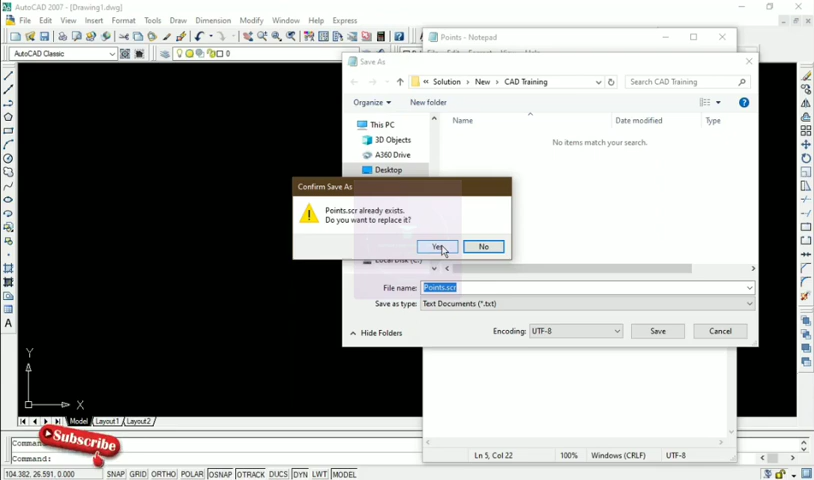 AutoCAD 2007 - [Drawing1.dwg]
File Edit View Insert Format Tools Draw Dimension Modify Window Help Express
AutoCAD Classic
0
Points - Notepad
Save As
« Solution › New › CAD Training
Search CAD Training
Organize
New folder
This PC
3D Objects
A360 Drive
Desktop
Local Disk (C:)
Name
Date modified
Type
No items match your search.
Confirm Save As
Points.scr already exists.
Do you want to replace it?
Yes
No
File name:
Points.scr
Save as type:
Text Documents (*.txt)
Hide Folders
Encoding:
UTF-8
Save
Cancel
Y
X
Model Layout1 Layout2
Subscribe
Command:
Ln 5, Col 22
100%
Windows (CRLF)
UTF-8
104.382, 26.591, 0.000
SNAP GRID ORTHO POLAR OSNAP OTRACK DUCS DYN LWT MODEL